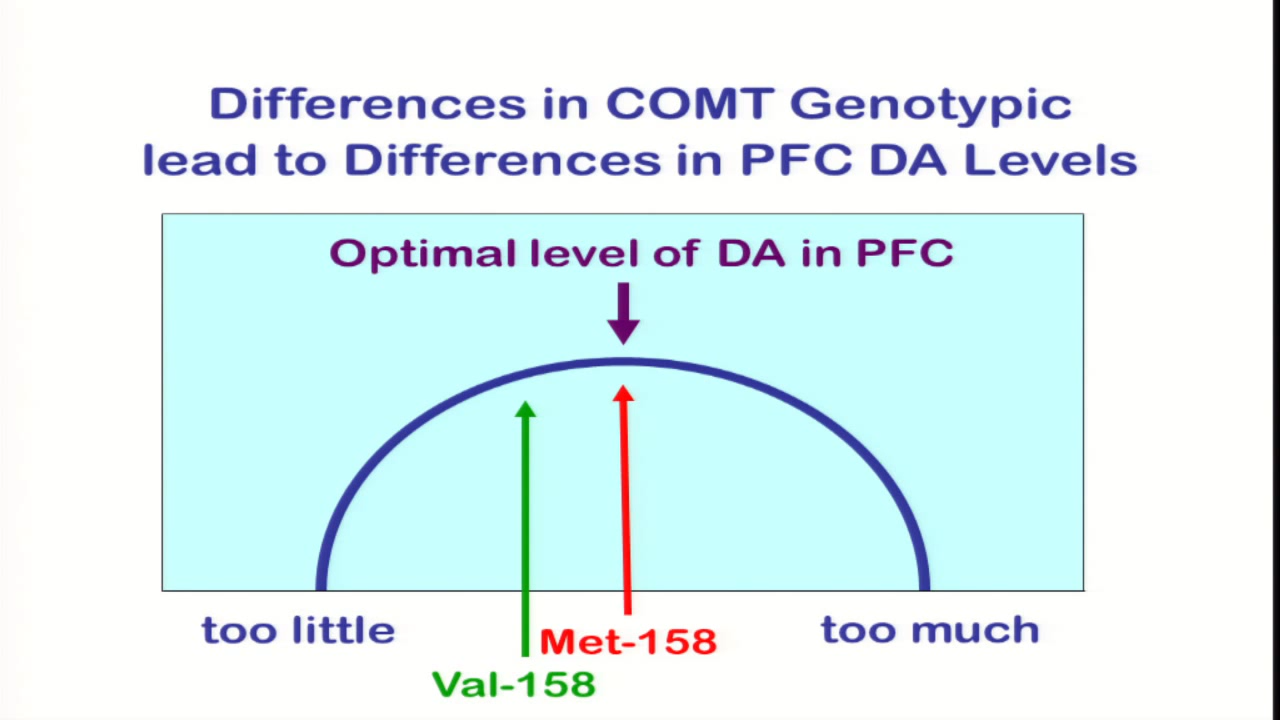 Differences in COMT Genotypic
lead to Differences in PFC DA Levels
Optimal level of DA in PFC
too little
too much
Met-158
Val-158